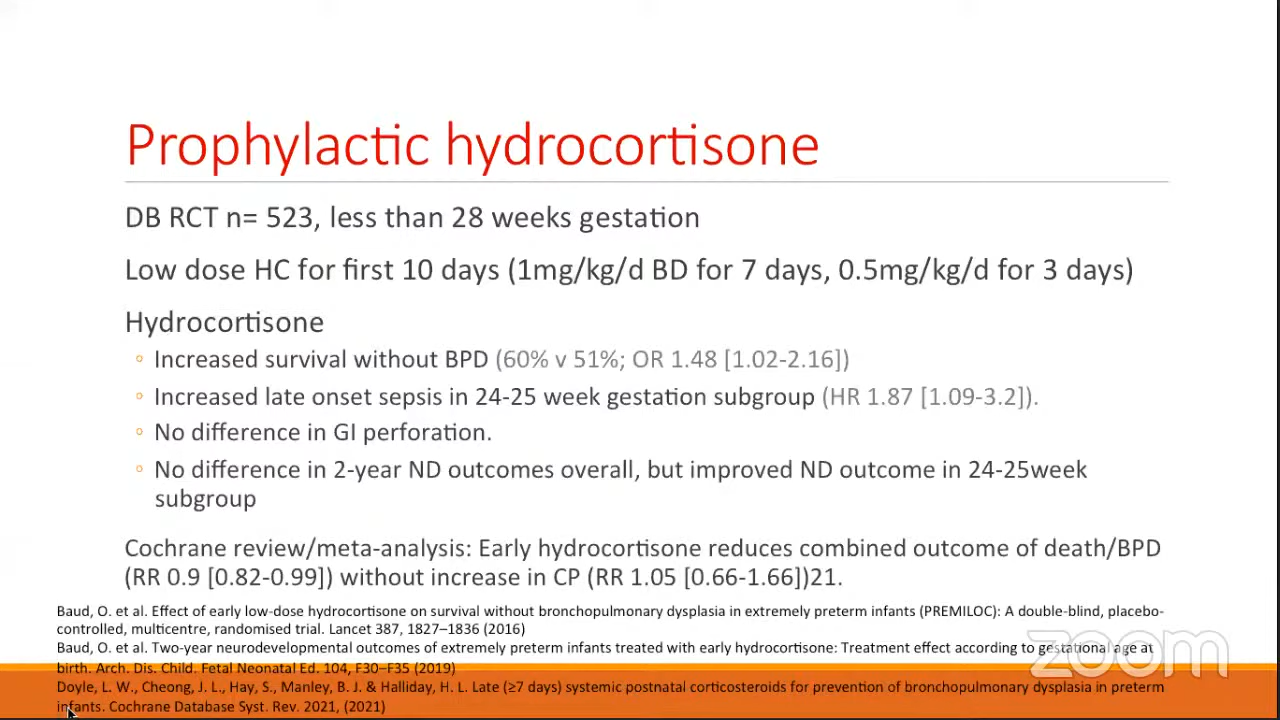 Prophylactic hydrocortisone
DB RCT n= 523, less than 28 weeks gestation
Low dose HC for first 10 days (1mg/kg/d BD for 7 days, 0.5mg/kg/d for 3 days)
Hydrocortisone
◦ Increased survival without BPD (60% v 51%; OR 1.48 [1.02-2.16])
◦ Increased late onset sepsis in 24-25 week gestation subgroup (HR 1.87 [1.09-3.2]).
◦ No difference in GI perforation.
◦ No difference in 2-year ND outcomes overall, but improved ND outcome in 24-25week
subgroup
Cochrane review/meta-analysis: Early hydrocortisone reduces combined outcome of death/BPD
(RR 0.9 [0.82-0.99]) without increase in CP (RR 1.05 [0.66-1.66])21.
Baud, O. et al. Effect of early low-dose hydrocortisone on survival without bronchopulmonary dysplasia in extremely preterm infants (PREMILOC): A double-blind, placebo-
controlled, multicentre, randomised trial. Lancet 387, 1827–1836 (2016)
Baud, O. et al. Two-year neurodevelopmental outcomes of extremely preterm infants treated with early hydrocortisone: Treatment effect according to gestational age at
birth. Arch. Dis. Child. Fetal Neonatal Ed. 104, F30–F35 (2019)
Doyle, L. W., Cheong, J. L., Hay, S., Manley, B. J. & Halliday, H. L. Late (≥7 days) systemic postnatal corticosteroids for prevention of bronchopulmonary dysplasia in preterm
infants. Cochrane Database Syst. Rev. 2021, (2021)
zoom